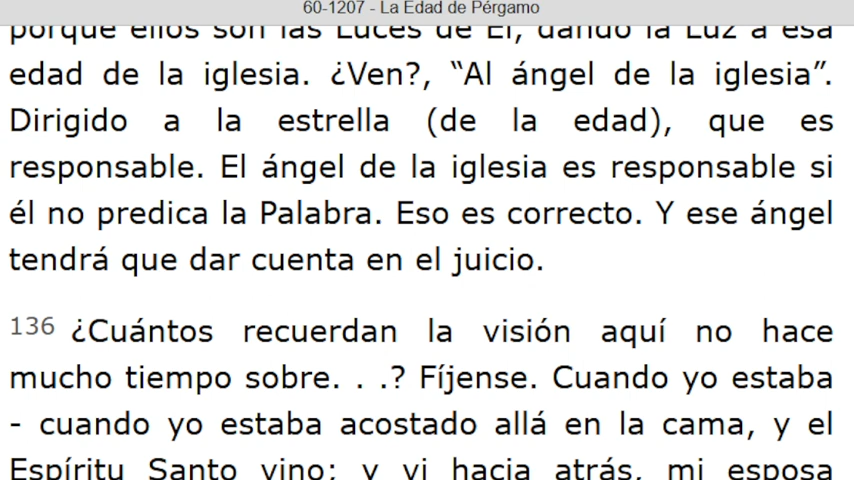 60-1207 - La Edad de Pérgamo
porque ellos son las Luces de Él, dando la Luz a esa
edad de la iglesia. ¿Ven?, “Al ángel de la iglesia”.
Dirigido a la estrella (de la edad), que es
responsable. El ángel de la iglesia es responsable si
él no predica la Palabra. Eso es correcto. Y ese ángel
tendrá que dar cuenta en el juicio.
136 ¿Cuántos recuerdan la visión aquí no hace
mucho tiempo sobre. . .? Fíjense. Cuando yo estaba
- cuando yo estaba acostado allá en la cama, y el
Espíritu Santo vino; y vi hacia atrás, mi esposa